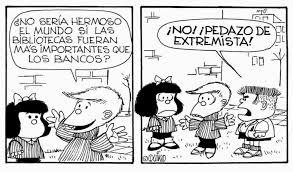 ¿NO SERÍA HERMOSO
EL MUNDO SI LAS
BIBLIOTECAS FUERAN
MÁS IMPORTANTES QUE
LOS BANCOS?
¡NO! ¡PEDAZO DE
EXTREMISTA!